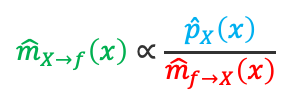 m̂_{X→f}(x) ∝ p̂_X(x) / m̂_{f→X}(x)